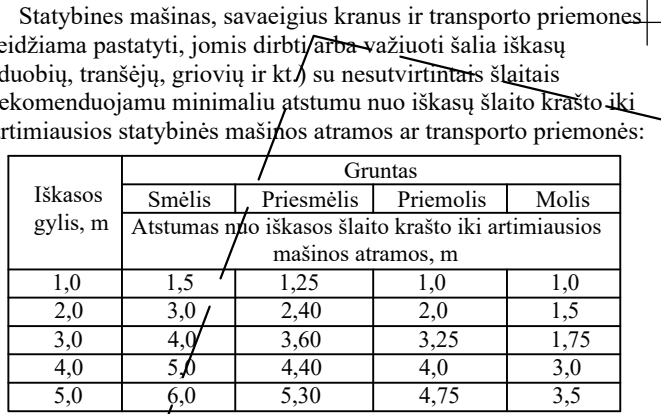 Statybines mašinas, savaeigius kranus ir transporto priemones
eidžiama pastatyti, jomis dirbti arba važiuoti šalia iškasų
duobių, tranšėjų, griovių ir kt.) su nesutvirtintais šlaitais
ekomenduojamu minimaliu atstumu nuo iškasų šlaito krašto iki
artimiausios statybinės mašinos atramos ar transporto priemonės:
Iškasos gylis, m
Gruntas
Smėlis Priesmėlis Priemolis Molis
Atstumas nuo iškasos šlaito krašto iki artimiausios
mašinos atramos, m
1,0 1,5 1,25 1,0 1,0
2,0 3,0 2,40 2,0 1,5
3,0 4,0 3,60 3,25 1,75
4,0 5,0 4,40 4,0 3,0
5,0 6,0 5,30 4,75 3,5